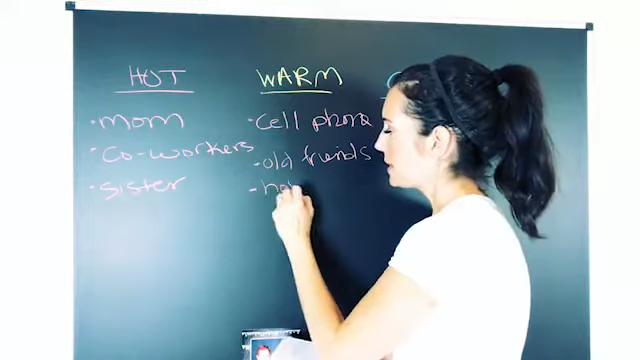 HOT
• mom
• co-workers
• sister
WARM
- cell phone
- old friends